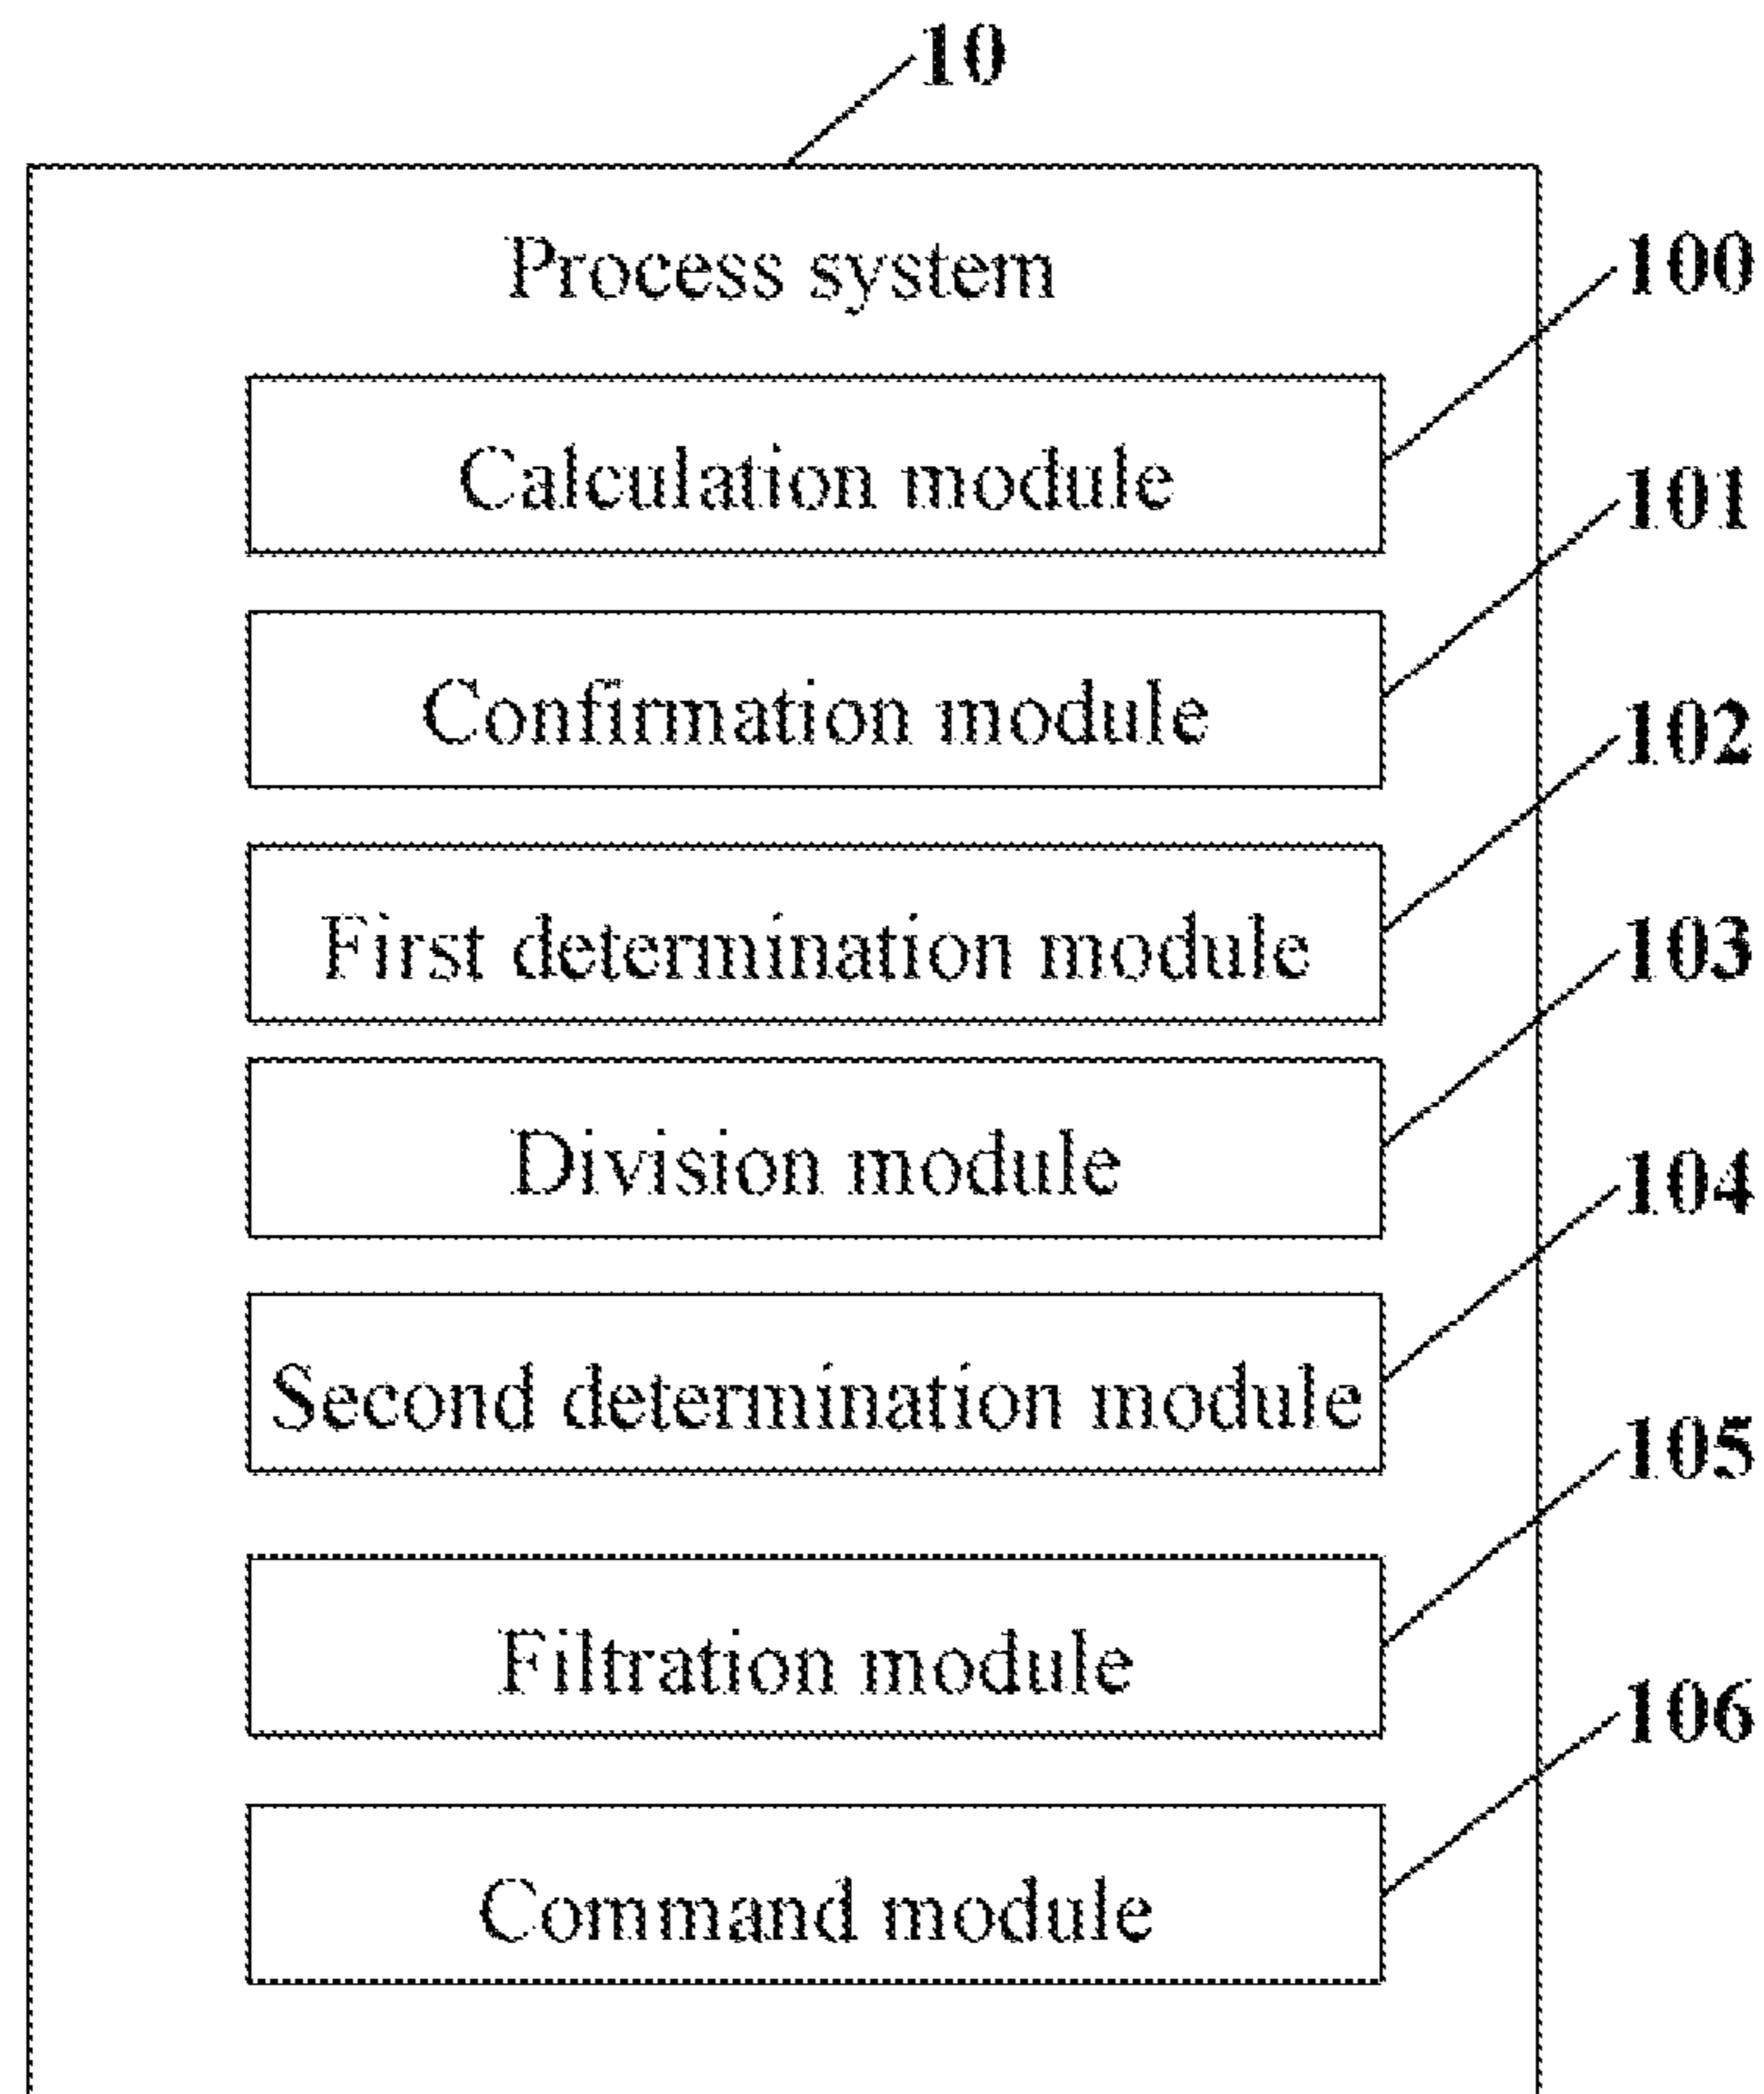 10
Process system
100
Calculation module
101
Confirmation module
102
First determination module
103
Division module
104
Second determination module
105
Filtration module
106
Command module